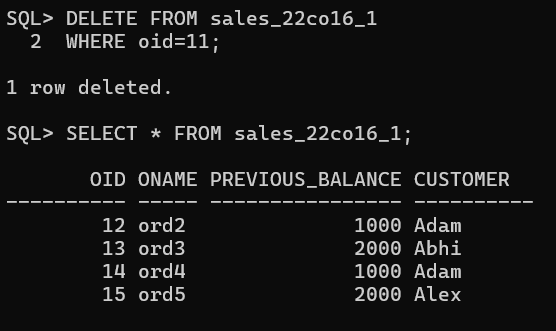 SQL> DELETE FROM sales_22co16_1
  2  WHERE oid=11;
1 row deleted.
SQL> SELECT * FROM sales_22co16_1;
       OID ONAME PREVIOUS_BALANCE CUSTOMER
---------- ----- ---------------- ----------
        12 ord2              1000 Adam
        13 ord3              2000 Abhi
        14 ord4              1000 Adam
        15 ord5              2000 Alex